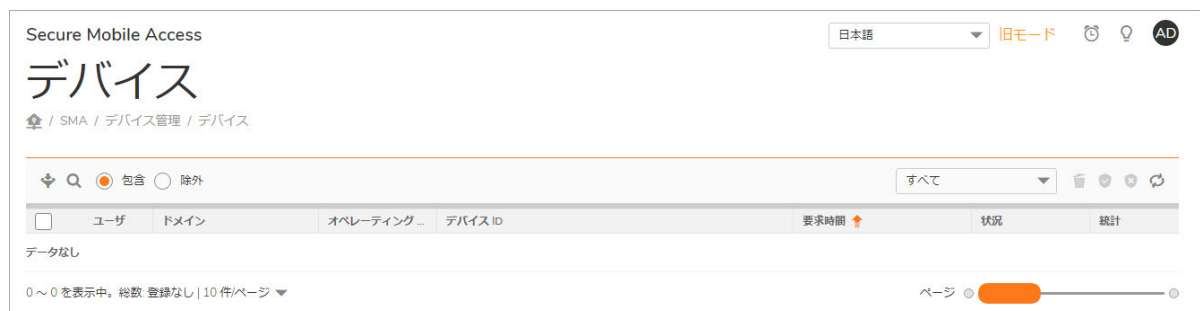 Secure Mobile Access
日本語
旧モード
AD
デバイス
/ SMA / デバイス管理 / デバイス
包含
除外
すべて
ユーザ
ドメイン
オペレーティング...
デバイス ID
要求時間
状況
統計
データなし
0 ~ 0 を表示中。総数: 登録なし | 10 件/ページ
ページ